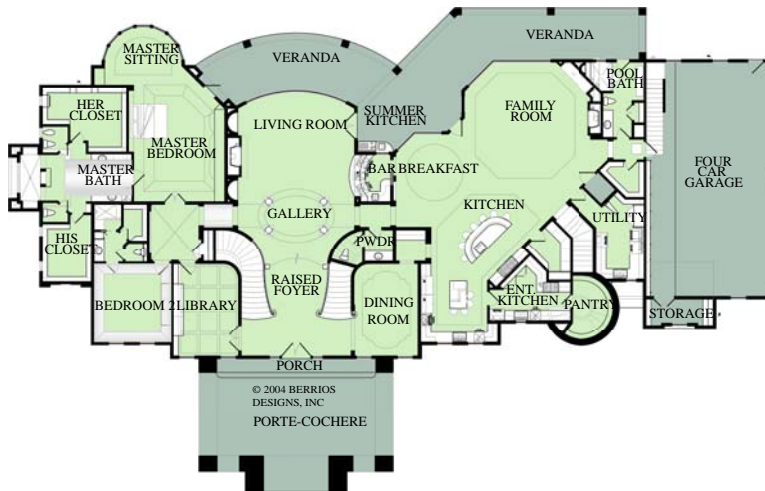 MASTER
SITTING
VERANDA
VERANDA
POOL
BATH
HER
CLOSET
SUMMER
KITCHEN
FAMILY
ROOM
LIVING ROOM
MASTER
BEDROOM
FOUR
CAR
GARAGE
MASTER
BATH
BAR
BREAKFAST
KITCHEN
GALLERY
UTILITY
HIS
CLOSET
PWDR
RAISED
FOYER
BEDROOM 2
LIBRARY
DINING
ROOM
ENT.
KITCHEN
PANTRY
STORAGE
PORCH
© 2004 BERRIOS
DESIGNS, INC
PORTE-COCHERE